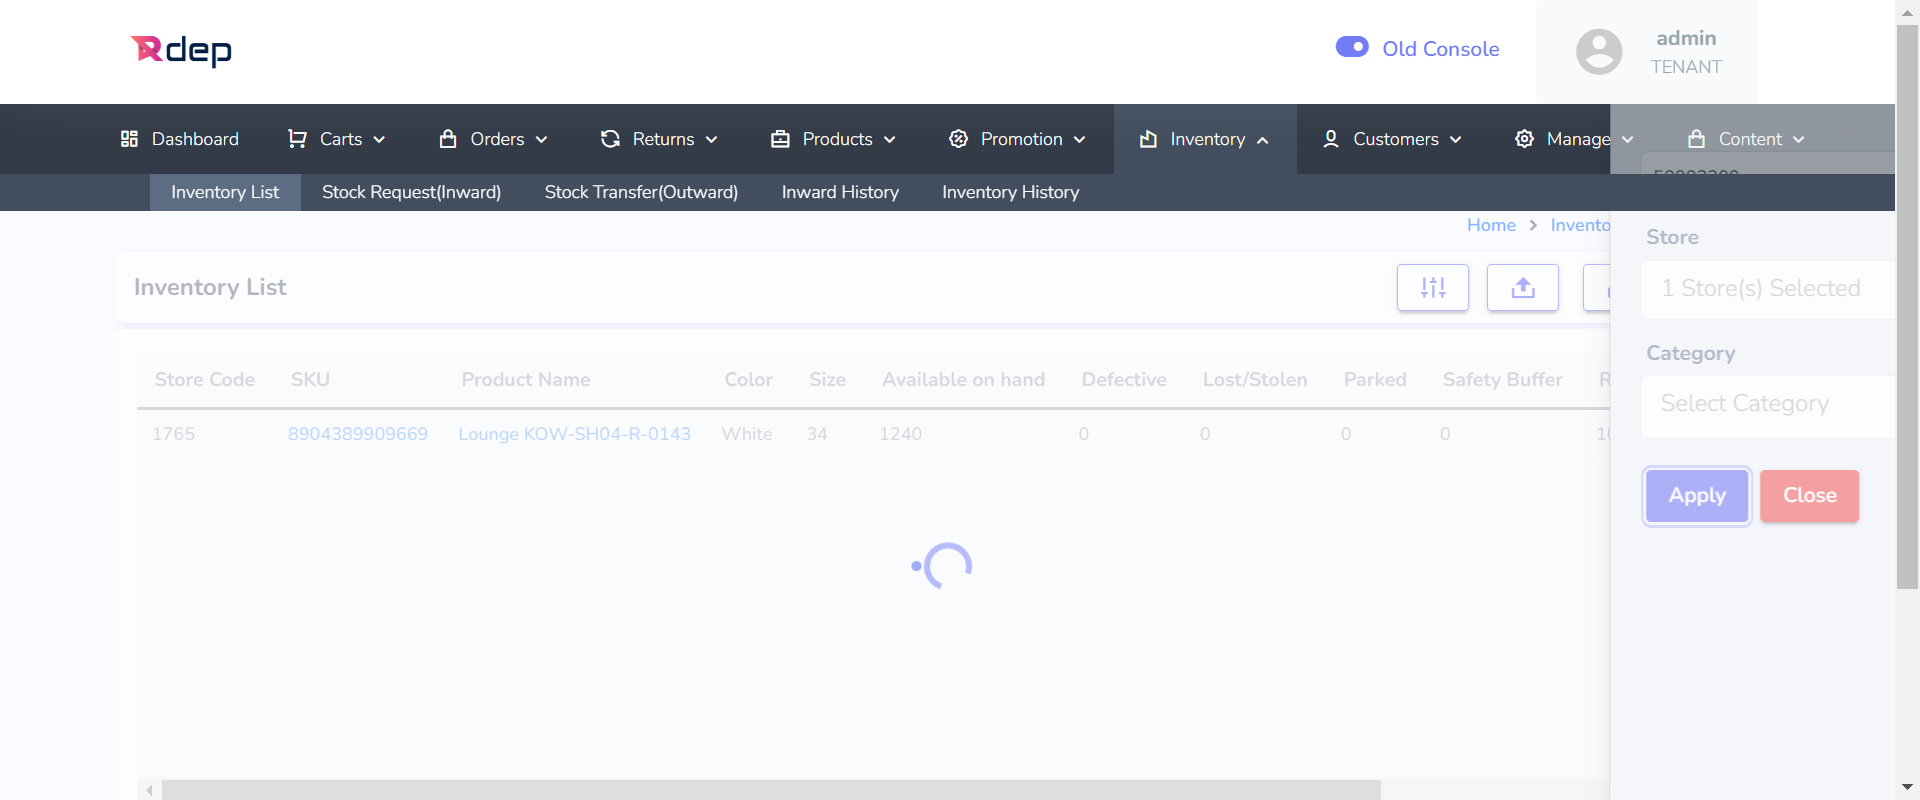 Rdep
Old Console
admin
TENANT
Dashboard Carts Orders Returns Products Promotion Inventory Customers Manage Content
Inventory List Stock Request(Inward) Stock Transfer(Outward) Inward History Inventory History
Home > Invento
Store
Inventory List
1 Store(s) Selected
Category
Store Code SKU Product Name Color Size Available on hand Defective Lost/Stolen Parked Safety Buffer R
Select Category
1765 8904389909669 Lounge KOW-SH04-R-0143 White 34 1240 0 0 0 0
Apply Close